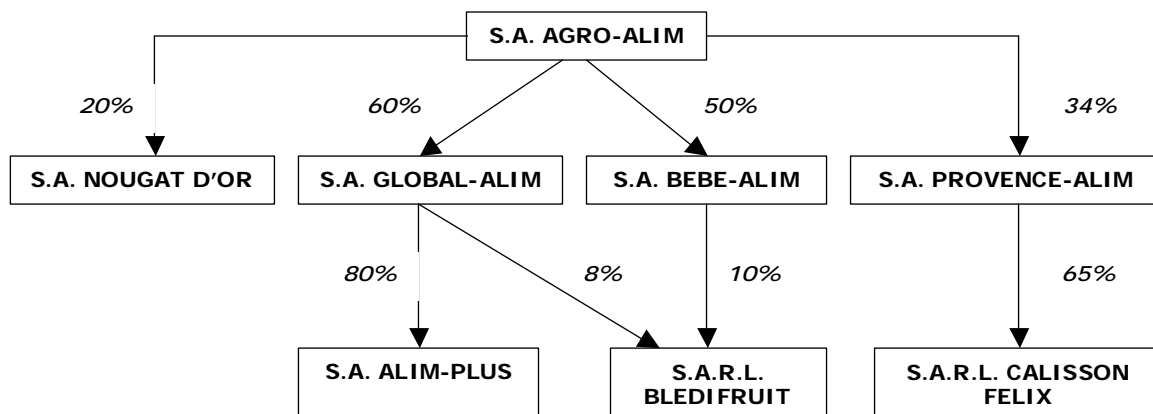 S.A. AGRO-ALIM
20%
60%
50%
34%
S.A. NOUGAT D'OR
S.A. GLOBAL-ALIM
S.A. BEBE-ALIM
S.A. PROVENCE-ALIM
80%
8%
10%
65%
S.A. ALIM-PLUS
S.A.R.L.
BLEDIFRUIT
S.A.R.L. CALISSON
FELIX